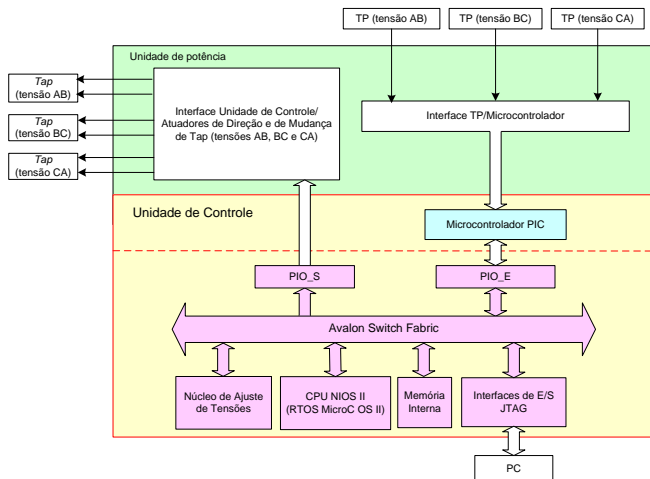 TP (tensão AB)
TP (tensão BC)
TP (tensão CA)
Unidade de potência
Tap
(tensão AB)
Tap
(tensão BC)
Tap
(tensão CA)
Interface Unidade de Controle/
Atuadores de Direção e de Mudança
de Tap (tensões AB, BC e CA)
Interface TP/Microcontrolador
Unidade de Controle
Microcontrolador PIC
PIO_S
PIO_E
Avalon Switch Fabric
Núcleo de Ajuste
de Tensões
CPU NIOS II
(RTOS MicroC OS II)
Memória
Interna
Interfaces de E/S
JTAG
PC